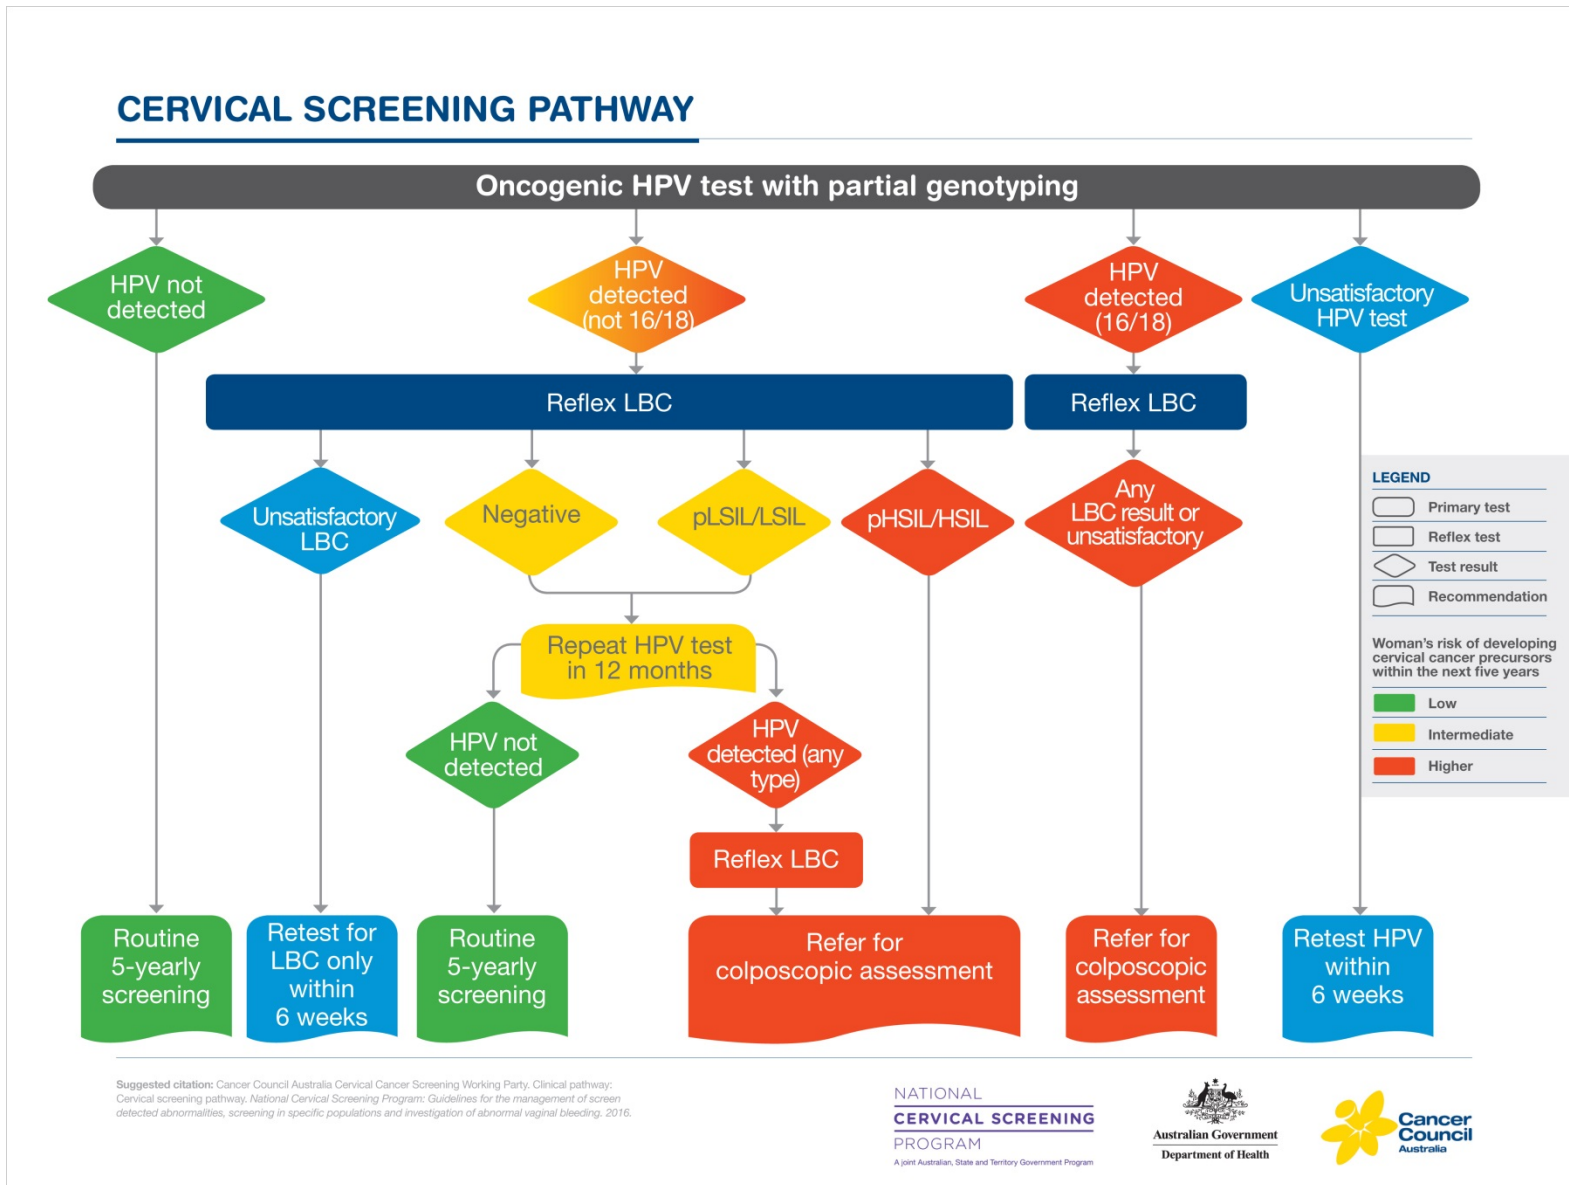 CERVICAL SCREENING PATHWAY
Oncogenic HPV test with partial genotyping
HPV not
detected
HPV
detected
(not 16/18)
HPV
detected
(16/18)
Unsatisfactory
HPV test
Reflex LBC
Reflex LBC
Unsatisfactory
LBC
Negative
pLSIL/LSIL
pHSIL/HSIL
Any
LBC result or
unsatisfactory
Repeat HPV test
in 12 months
HPV not
detected
HPV
detected (any
type)
Reflex LBC
Routine
5-yearly
screening
Retest for
LBC only
within
6 weeks
Routine
5-yearly
screening
Refer for
colposcopic assessment
Refer for
colposcopic
assessment
Retest HPV
within
6 weeks
LEGEND
Primary test
Reflex test
Test result
Recommendation
Woman's risk of developing
cervical cancer precursors
within the next five years
Low
Intermediate
Higher
Suggested citation: Cancer Council Australia Cervical Cancer Screening Working Party. Clinical pathway:
Cervical screening pathway. National Cervical Screening Program: Guidelines for the management of screen
detected abnormalities, screening in specific populations and investigation of abnormal vaginal bleeding. 2016.
NATIONAL
CERVICAL SCREENING
PROGRAM
A joint Australian, State and Territory Government Program
Australian Government
Department of Health
Cancer
Council
Australia